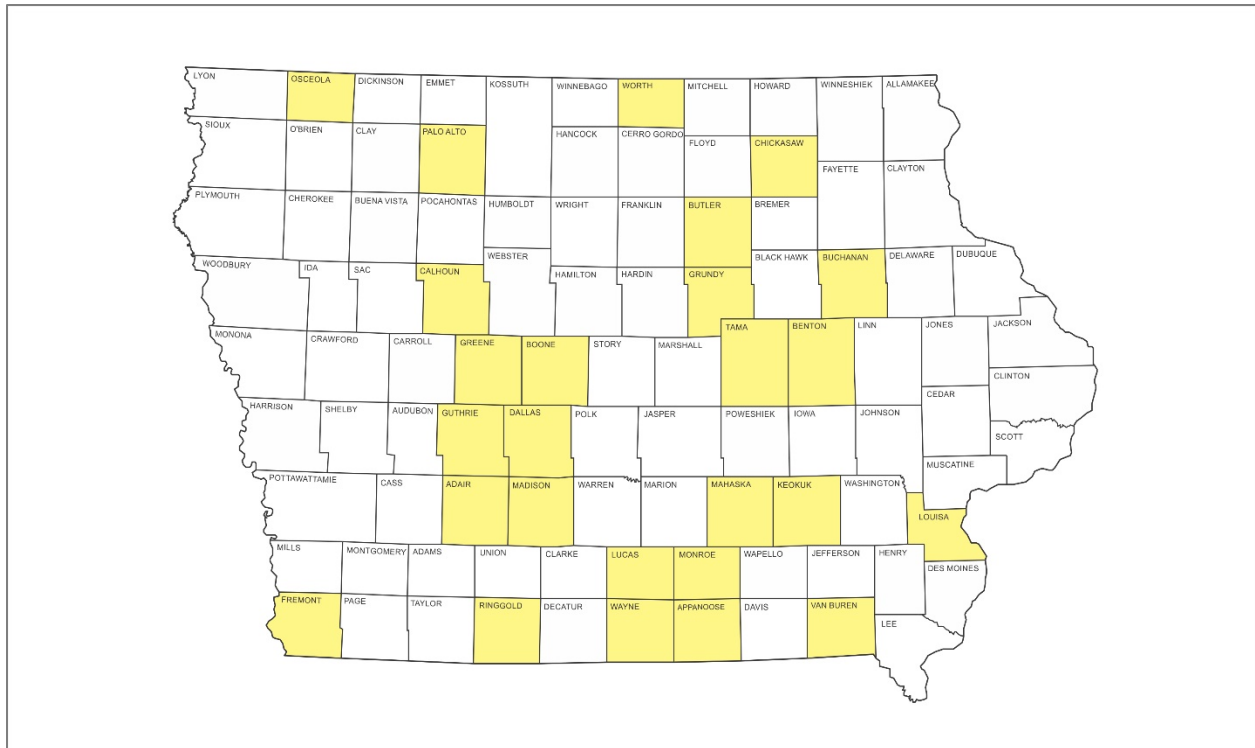 LYON
OSCEOLA
DICKINSON
EMMET
KOSSUTH
WINNEBAGO
WORTH
MITCHELL
HOWARD
WINNESHIEK
ALLAMAKEE
SIOUX
O'BRIEN
CLAY
PALO ALTO
HANCOCK
CERRO GORDO
FLOYD
CHICKASAW
FAYETTE
CLAYTON
PLYMOUTH
CHEROKEE
BUENA VISTA
POCAHONTAS
HUMBOLDT
WRIGHT
FRANKLIN
BUTLER
BREMER
WOODBURY
IDA
SAC
CALHOUN
WEBSTER
HAMILTON
HARDIN
GRUNDY
BLACK HAWK
BUCHANAN
DELAWARE
DUBUQUE
MONONA
CRAWFORD
CARROLL
GREENE
BOONE
STORY
MARSHALL
TAMA
BENTON
LINN
JONES
JACKSON
CLINTON
CEDAR
HARRISON
SHELBY
AUDUBON
GUTHRIE
DALLAS
POLK
JASPER
POWESHIEK
IOWA
JOHNSON
SCOTT
MUSCATINE
POTTAWATTAMIE
CASS
ADAIR
MADISON
WARREN
MARION
MAHASKA
KEOKUK
WASHINGTON
LOUISA
MILLS
MONTGOMERY
ADAMS
UNION
CLARKE
LUCAS
MONROE
WAPELLO
JEFFERSON
HENRY
DES MOINES
FREMONT
PAGE
TAYLOR
RINGGOLD
DECATUR
WAYNE
APPANOOSE
DAVIS
VAN BUREN
LEE